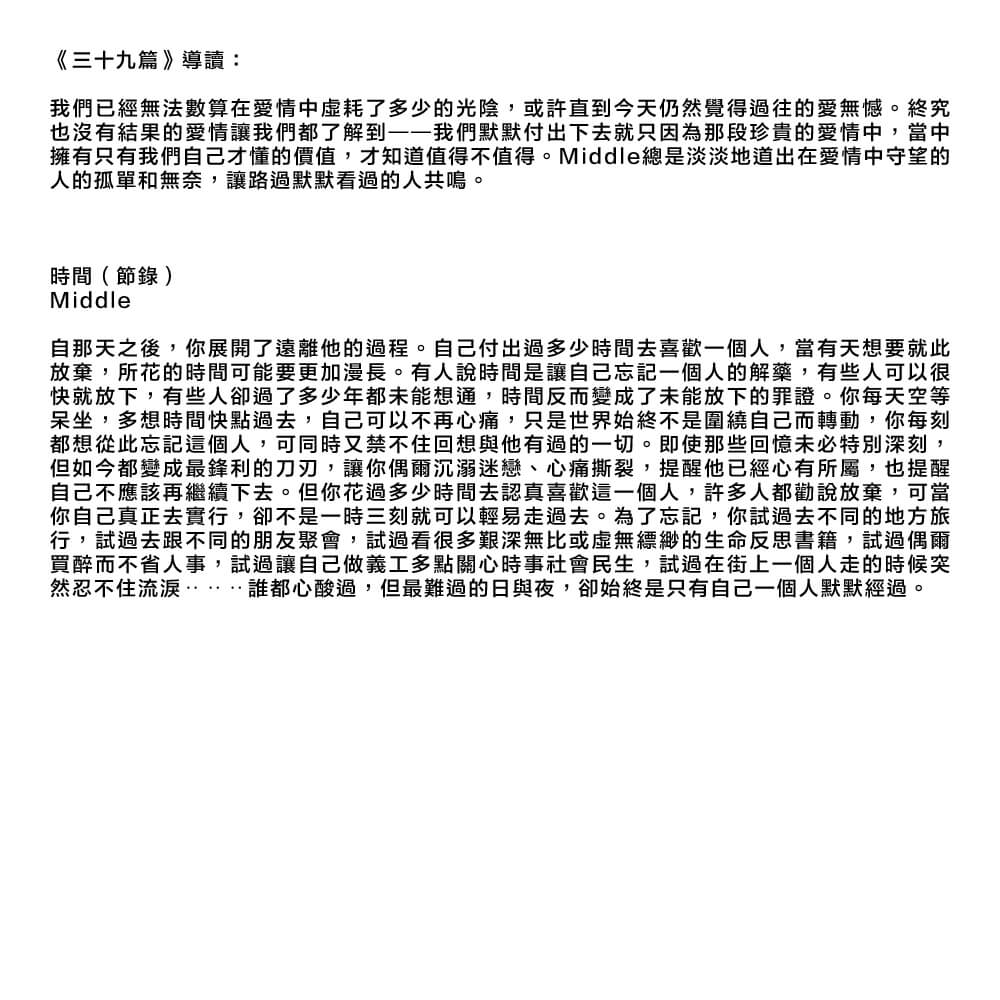 《三十九篇》導讀：
我們已經無法數算在愛情中虛耗了多少的光陰，或許直到今天仍然覺得過往的愛無憾。終究
也沒有結果的愛情讓我們都了解到——我們默默付出下去就只因為那段珍貴的愛情中，當中
擁有只有我們自己才懂的價值，才知道值得不值得。Middle總是淡淡地道出在愛情中守望的
人的孤單和無奈，讓路過默默看過的人共鳴。
時間（節錄）
Middle
自那天之後，你展開了遠離他的過程。自己付出過多少時間去喜歡一個人，當有天想要就此
放棄，所花的時間可能要更加漫長。有人說時間是讓自己忘記一個人的解藥，有些人可以很
快就放下，有些人卻過了多少年都未能想通，時間反而變成了未能放下的罪證。你每天空等
呆坐，多想時間快點過去，自己可以不再心痛，只是世界始終不是圍繞自己而轉動，你每刻
都想從此忘記這個人，可同時又禁不住回想與他有過的一切。即使那些回憶未必特別深刻，
但如今都變成最鋒利的刀刃，讓你偶爾沉溺迷戀、心痛撕裂，提醒他已經心有所屬，也提醒
自己不應該再繼續下去。但你花過多少時間去認真喜歡這一個人，許多人都勸說放棄，可當
你自己真正去實行，卻不是一時三刻就可以輕易走過去。為了忘記，你試過去不同的地方旅
行，試過去跟不同的朋友聚會，試過看很多艱深無比或虛無縹緲的生命反思書籍，試過偶爾
買醉而不省人事，試過讓自己做義工多點關心時事社會民生，試過在街上一個人走的時候突
然忍不住流淚‥‥‥誰都心酸過，但最難過的日與夜，卻始終是只有自己一個人默默經過。